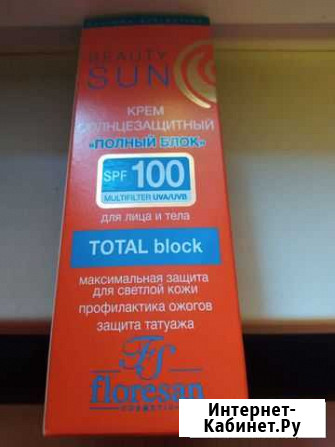 BEAUTY
SUN
КРЕМ
СОЛНЦЕЗАЩИТНЫЙ
«ПОЛНЫЙ БЛОК»
SPF 100
MULTIFILTER UVA/UVB
для лица и тела
TOTAL block
максимальная защита
для светлой кожи
профилактика ожогов
защита татуажа
FS
floresan
COSMETIC
Интернет-
Кабинет.Ру